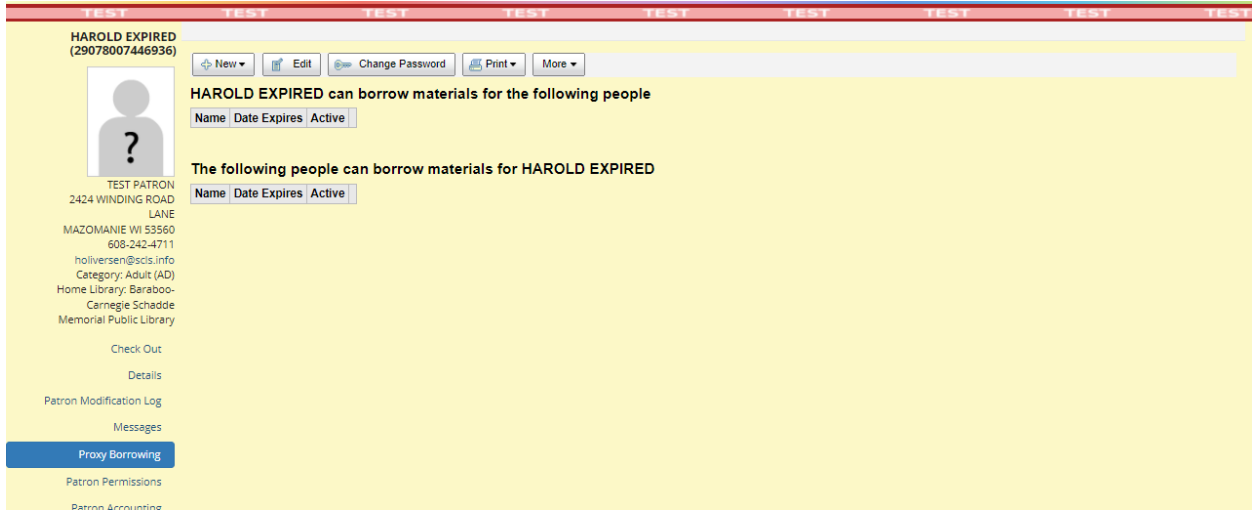 TEST TEST TEST TEST TEST TEST TEST TEST TEST
HAROLD EXPIRED
(29078007446936)
?
TEST PATRON
2424 WINDING ROAD
LANE
MAZOMANIE WI 53560
608-242-4711
holiversen@scls.info
Category: Adult (AD)
Home Library: Baraboo-
Carnegie Schadde
Memorial Public Library
Check Out
Details
Patron Modification Log
Messages
Proxy Borrowing
Patron Permissions
Patron Accounting
New Edit Change Password Print More
HAROLD EXPIRED can borrow materials for the following people
Name Date Expires Active
The following people can borrow materials for HAROLD EXPIRED
Name Date Expires Active